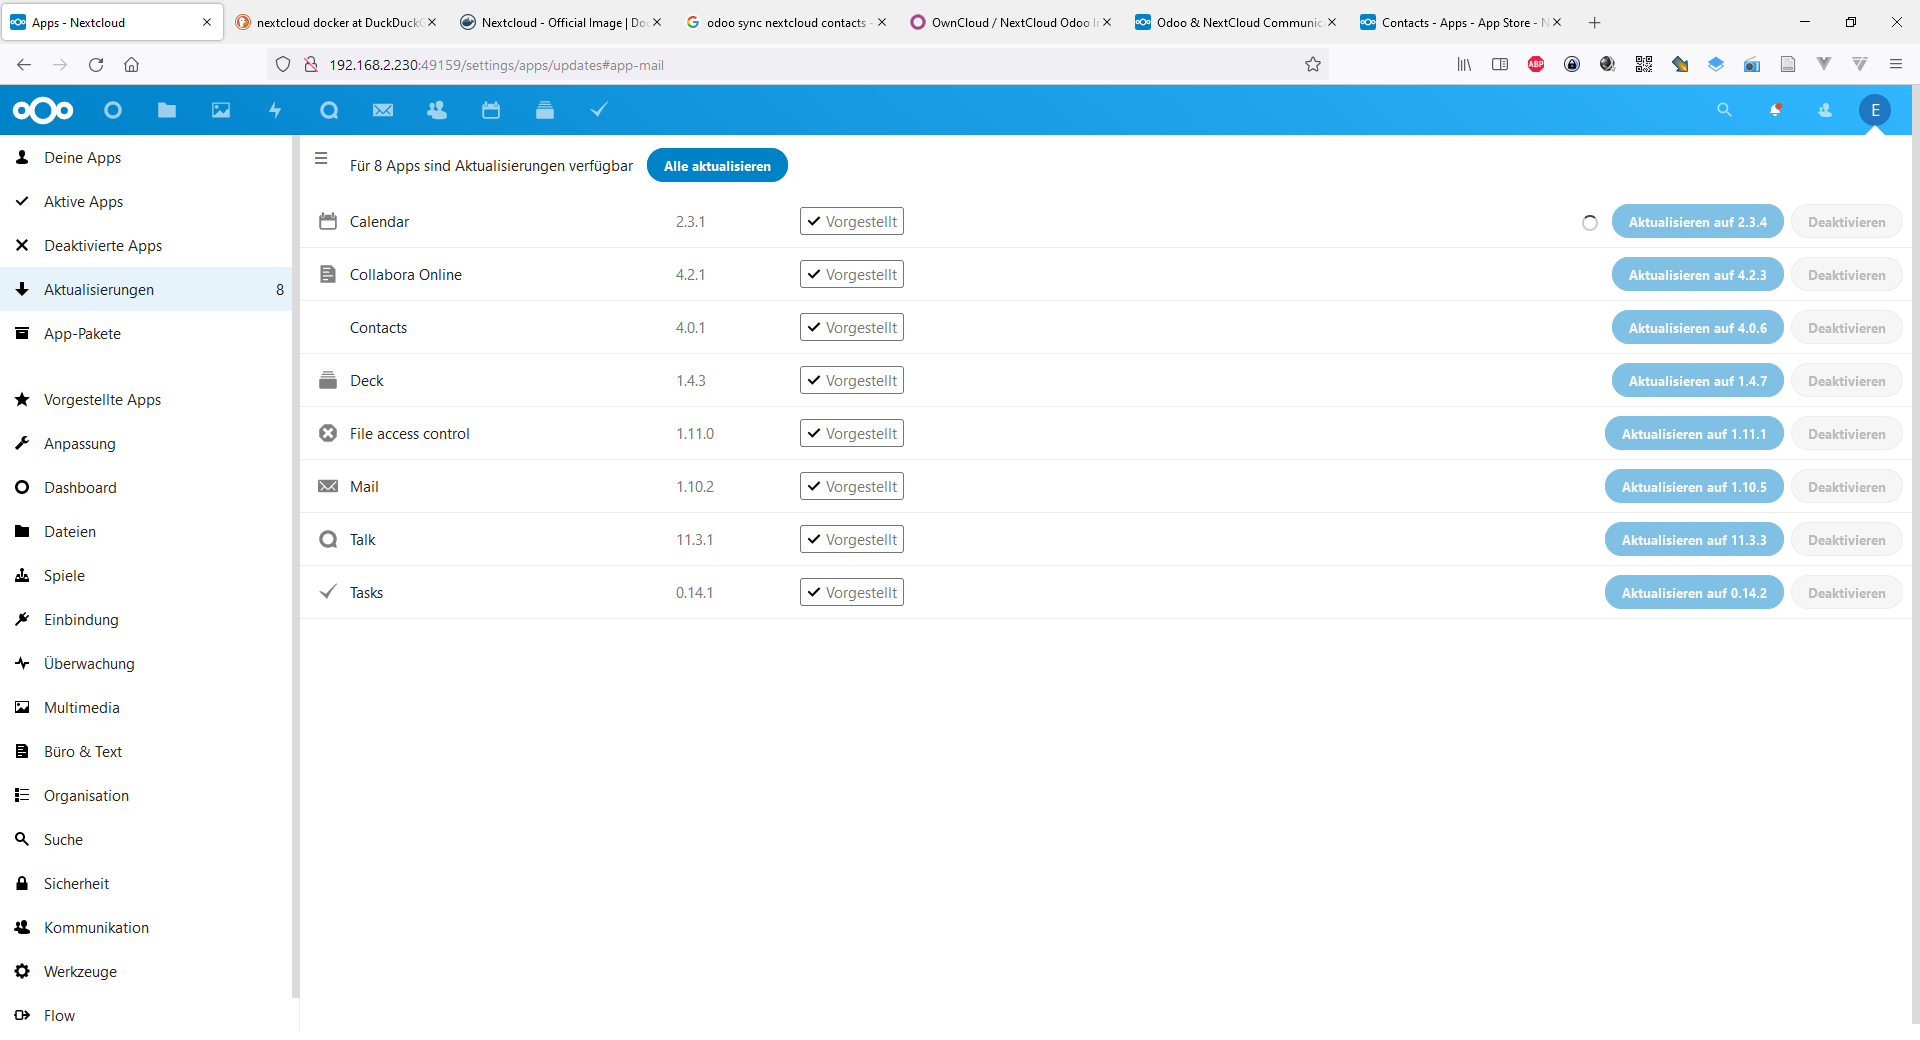 Apps - Nextcloud
nextcloud docker at DuckDuckG
Nextcloud - Official Image | Do
odoo sync nextcloud contacts -
OwnCloud / NextCloud Odoo I
Odoo & NextCloud Communic
Contacts - Apps - App Store - N
192.168.2.230:49159/settings/apps/updates#app-mail
ABP
E
Deine Apps
Aktive Apps
Deaktivierte Apps
Aktualisierungen 8
App-Pakete
Vorgestellte Apps
Anpassung
Dashboard
Dateien
Spiele
Einbindung
Überwachung
Multimedia
Büro & Text
Organisation
Suche
Sicherheit
Kommunikation
Werkzeuge
Flow
Für 8 Apps sind Aktualisierungen verfügbar Alle aktualisieren
Calendar 2.3.1 Vorgestellt Aktualisieren auf 2.3.4 Deaktivieren
Collabora Online 4.2.1 Vorgestellt Aktualisieren auf 4.2.3 Deaktivieren
Contacts 4.0.1 Vorgestellt Aktualisieren auf 4.0.6 Deaktivieren
Deck 1.4.3 Vorgestellt Aktualisieren auf 1.4.7 Deaktivieren
File access control 1.11.0 Vorgestellt Aktualisieren auf 1.11.1 Deaktivieren
Mail 1.10.2 Vorgestellt Aktualisieren auf 1.10.5 Deaktivieren
Talk 11.3.1 Vorgestellt Aktualisieren auf 11.3.3 Deaktivieren
Tasks 0.14.1 Vorgestellt Aktualisieren auf 0.14.2 Deaktivieren